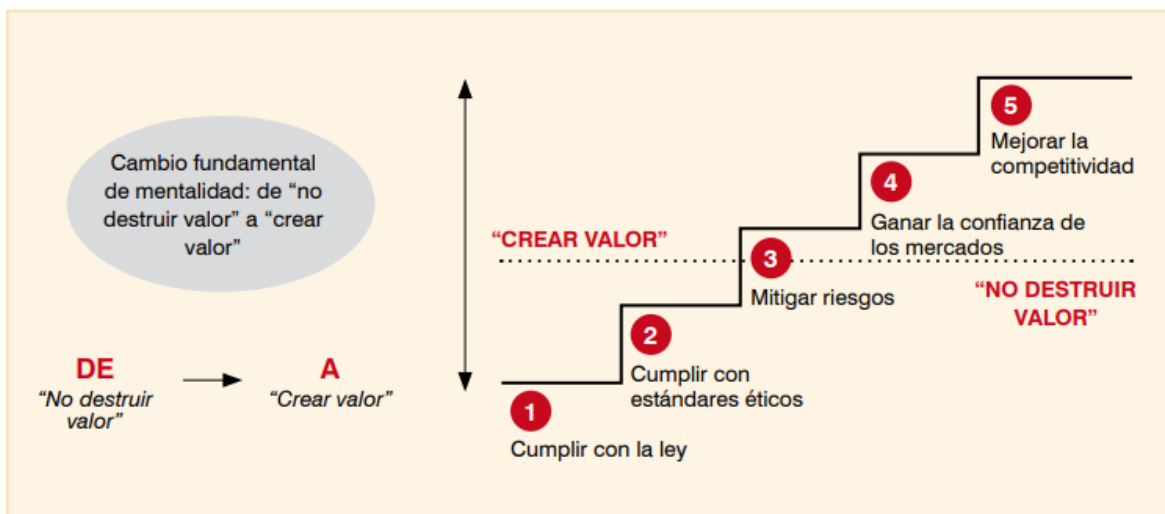 Cambio fundamental
de mentalidad: de “no
destruir valor” a “crear
valor”
DE
“No destruir
valor”
A
“Crear valor”
“CREAR VALOR”
“NO DESTRUIR
VALOR”
1
Cumplir con la ley
2
Cumplir con
estándares éticos
3
Mitigar riesgos
4
Ganar la confianza de
los mercados
5
Mejorar la
competitividad